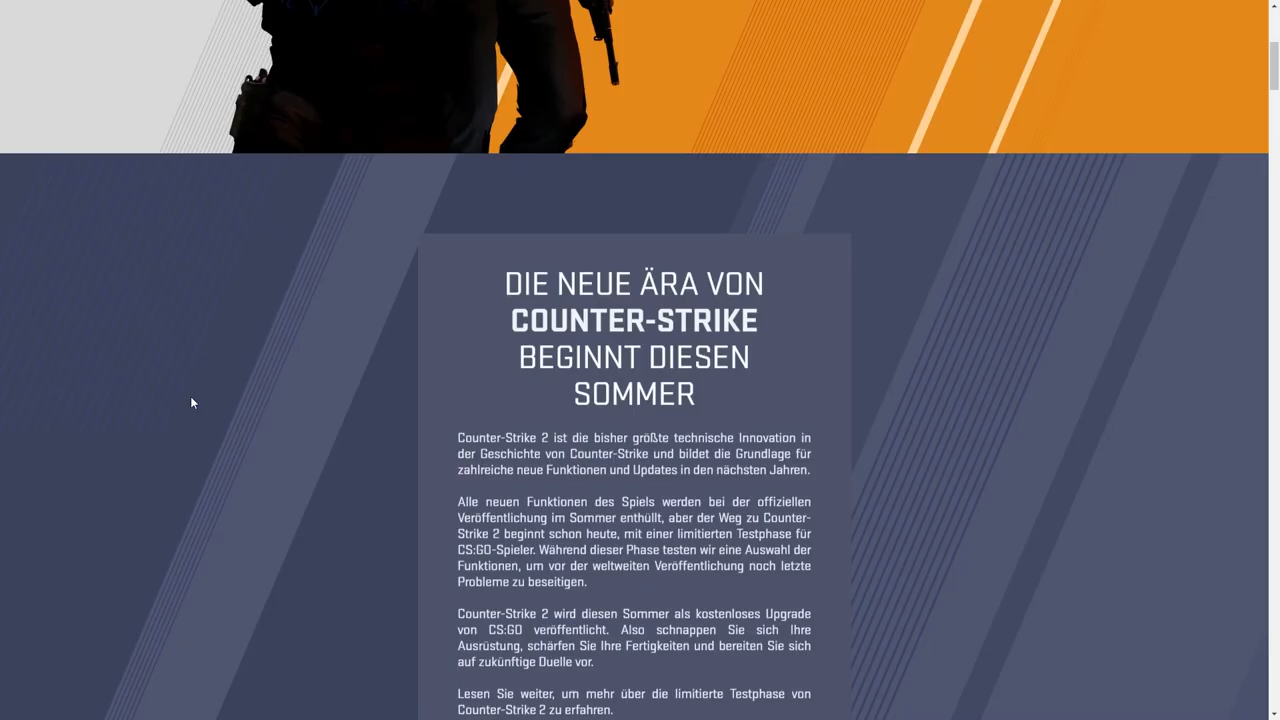 DIE NEUE ÄRA VON
COUNTER-STRIKE
BEGINNT DIESEN
SOMMER
Counter-Strike 2 ist die bisher größte technische Innovation in
der Geschichte von Counter-Strike und bildet die Grundlage für
zahlreiche neue Funktionen und Updates in den nächsten Jahren.
Alle neuen Funktionen des Spiels werden bei der offiziellen
Veröffentlichung im Sommer enthüllt, aber der Weg zu Counter-
Strike 2 beginnt schon heute, mit einer limitierten Testphase für
CS:GO-Spieler. Während dieser Phase testen wir eine Auswahl der
Funktionen, um vor der weltweiten Veröffentlichung noch letzte
Probleme zu beseitigen.
Counter-Strike 2 wird diesen Sommer als kostenloses Upgrade
von CS:GO veröffentlicht. Also schnappen Sie sich Ihre
Ausrüstung, schärfen Sie Ihre Fertigkeiten und bereiten Sie sich
auf zukünftige Duelle vor.
Lesen Sie weiter, um mehr über die limitierte Testphase von
Counter-Strike 2 zu erfahren.